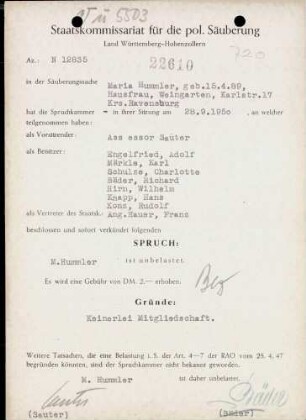 N ü 5503
Staatskommissariat für die pol. Säuberung
Land Württemberg-Hohenzollern
Az.: N 12835
22610
720
in der Säuberungssache
Maria Hummler, geb.15.4.89,
Hausfrau, Weingarten, Karlstr.17
Krs.Ravensburg
hat die Spruchkammer - in ihrer Sitzung am 28.9.1950 , an welcher
teilgenommen haben:
als Vorsitzender: Assessor Sauter
als Beisitzer:
Engelfried, Adolf
Märkle, Karl
Schulze, Charlotte
Bäder, Richard
Hirn, Wilhelm
Knapp, Hans
Konz, Rudolf
als Vertreter des Staatsk.: Ang.Hauer, Franz
beschlossen und sofort verkündet folgenden
SPRUCH:
M.Hummler ist unbelastet.
Es wird eine Gebühr von DM. 2.— erhoben.
Gründe:
Keinerlei Mitgliedschaft.
Weitere Tatsachen, die eine Belastung i. S. der Art. 4—7 der RAO vom 25. 4. 47
begründen könnten, sind der Spruchkammer nicht bekannt geworden.
M. Hummler ist daher unbelastet.
(Sauter)